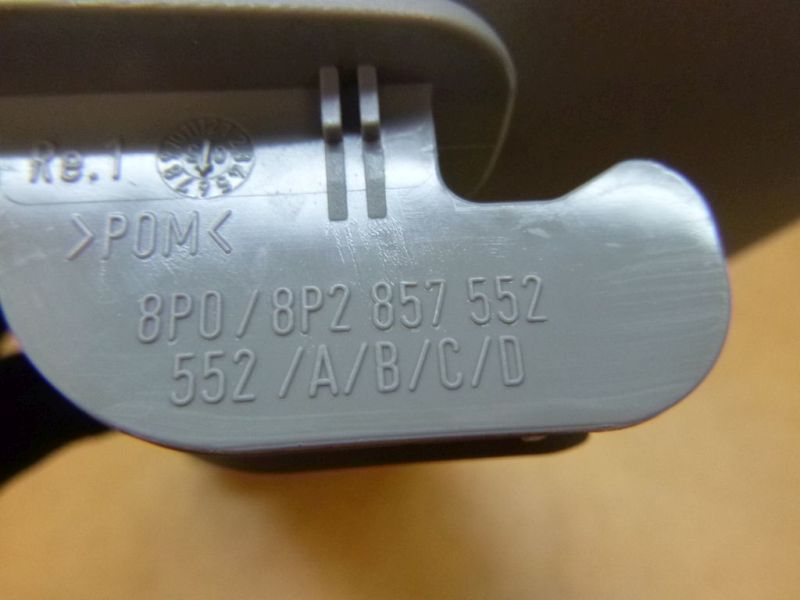 Re.1
>POM<
8P0/8P2 857 552
552 /A/B/C/D